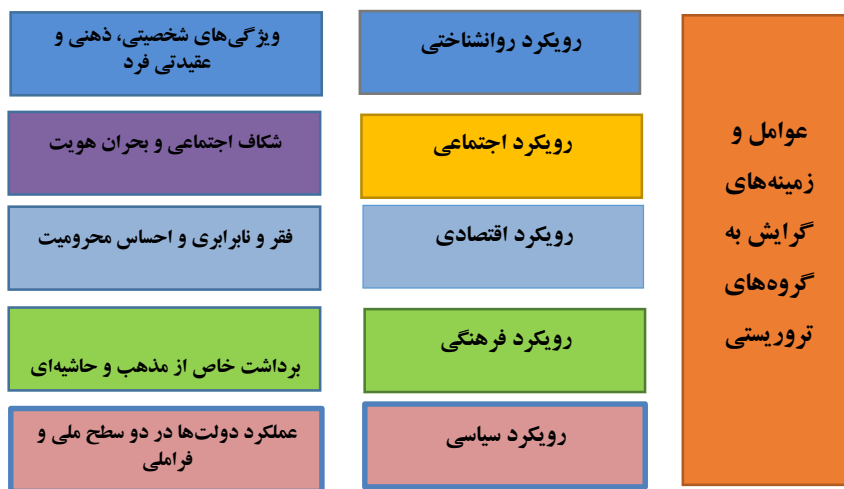 عوامل و
زمینه‌های
گرایش به
گروه‌های
تروریستی
رویکرد روانشناختی
ویژگی‌های شخصیتی، ذهنی و
عقیدتی فرد
رویکرد اجتماعی
شکاف اجتماعی و بحران هویت
رویکرد اقتصادی
فقر و نابرابری و احساس محرومیت
رویکرد فرهنگی
برداشت خاص از مذهب و حاشیه‌ای
رویکرد سیاسی
عملکرد دولت‌ها در دو سطح ملی و
فراملی